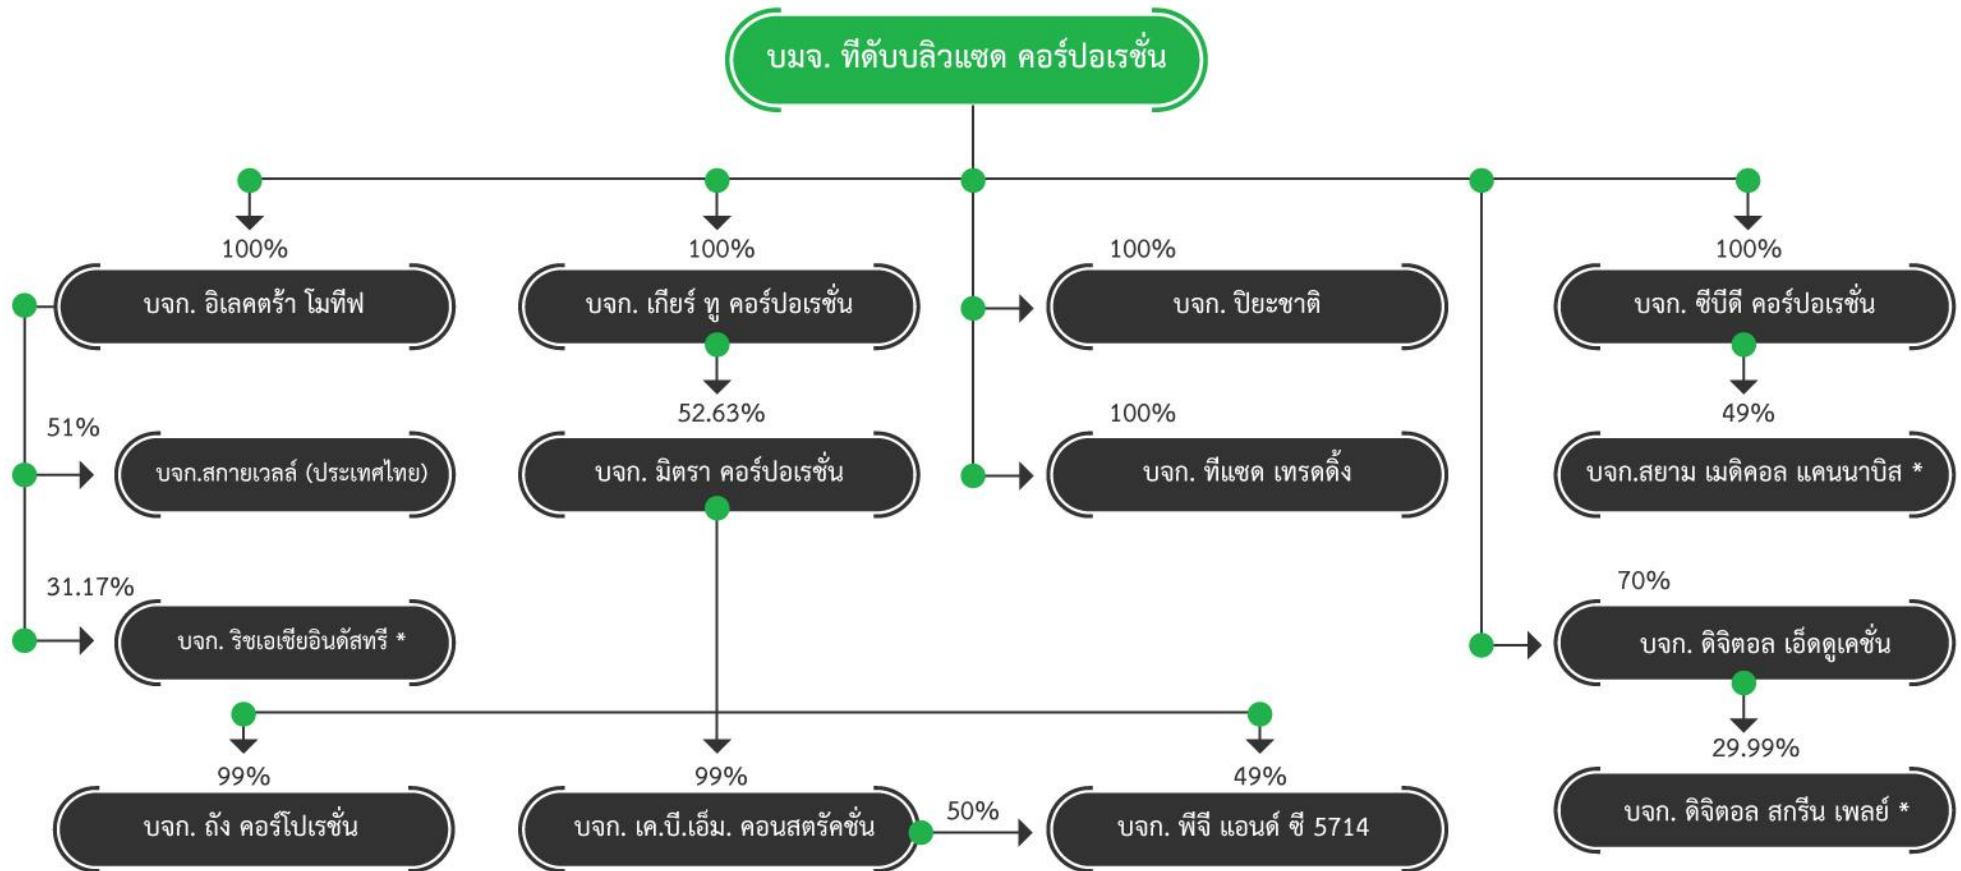 บมจ. ทีดับบลิวแซด คอร์ปอเรชั่น
100%
100%
100%
100%
บจก. อิเลคตร้า โมทีฟ
บจก. เกียร์ ทู คอร์ปอเรชั่น
บจก. ปิยะชาติ
บจก. ซีบีดี คอร์ปอเรชั่น
51%
52.63%
100%
49%
บจก.สกายเวลล์ (ประเทศไทย)
บจก. มิตรา คอร์ปอเรชั่น
บจก. ทีแซด เทรดดิ้ง
บจก.สยาม เมดิคอล แคนนาบิส *
31.17%
70%
บจก. ริชเอเชียอินดัสทรี *
บจก. ดิจิตอล เอ็ดดูเคชั่น
99%
99%
49%
29.99%
บจก. ถัง คอร์โปเรชั่น
บจก. เค.บี.เอ็ม. คอนสตรัคชั่น
50%
บจก. พีจี แอนด์ ซี 5714
บจก. ดิจิตอล สกรีน เพลย์ *